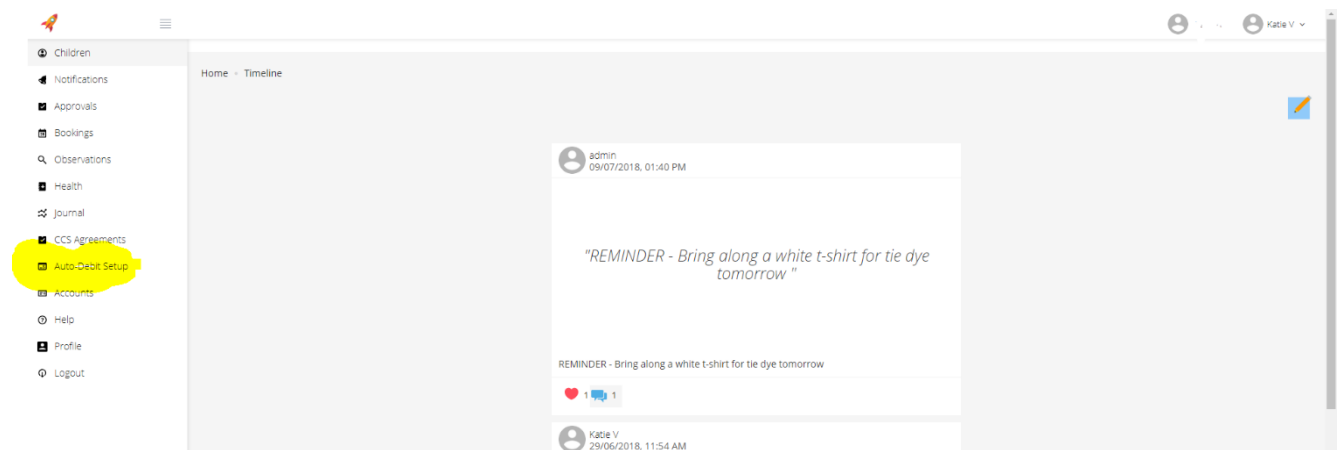 Katie V
Children
Notifications
Approvals
Bookings
Observations
Health
Journal
CCS Agreements
Auto-Debit Setup
Accounts
Help
Profile
Logout
Home - Timeline
admin
09/07/2018, 01:40 PM
"REMINDER - Bring along a white t-shirt for tie dye
tomorrow "
REMINDER - Bring along a white t-shirt for tie dye tomorrow
1 1
Katie V
29/06/2018, 11:54 AM